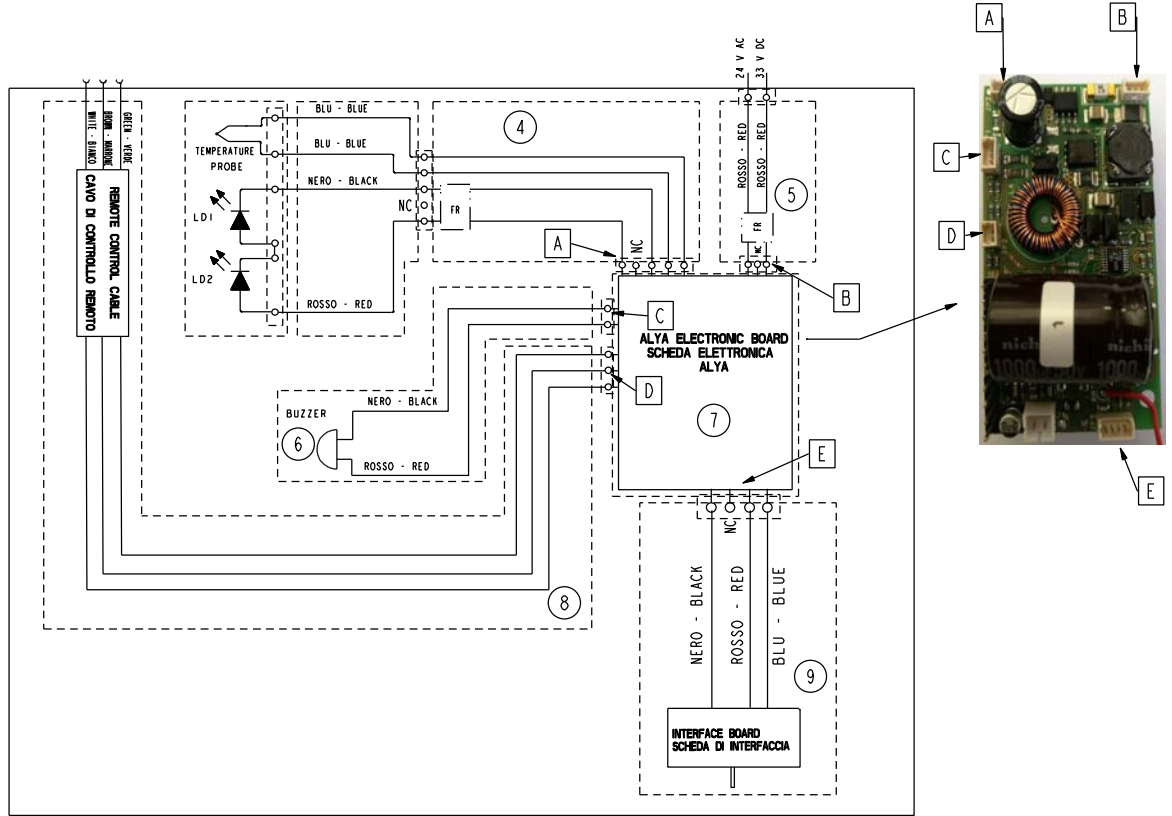 A
B
24 V AC
33 V DC
BLU - BLUE
4
GREEN - VERDE
BROWN - MARRONE
WHITE - BIANCO
TEMPERATURE
PROBE
BLU - BLUE
ROSSO - RED
ROSSO - RED
C
NERO - BLACK
5
REMOTE CONTROL CABLE
CAVO DI CONTROLLO REMOTO
NC
FR
LD1
FR
D
A
NC
NC
LD2
B
ROSSO - RED
C
1
ALYA ELECTRONIC BOARD
SCHEDA ELETTRONICA
ALYA
nichi
nichi
D
NERO - BLACK
BUZZER
7
6
E
ROSSO - RED
E
NC
NERO - BLACK
ROSSO - RED
BLU - BLUE
8
9
INTERFACE BOARD
SCHEDA DI INTERFACCIA